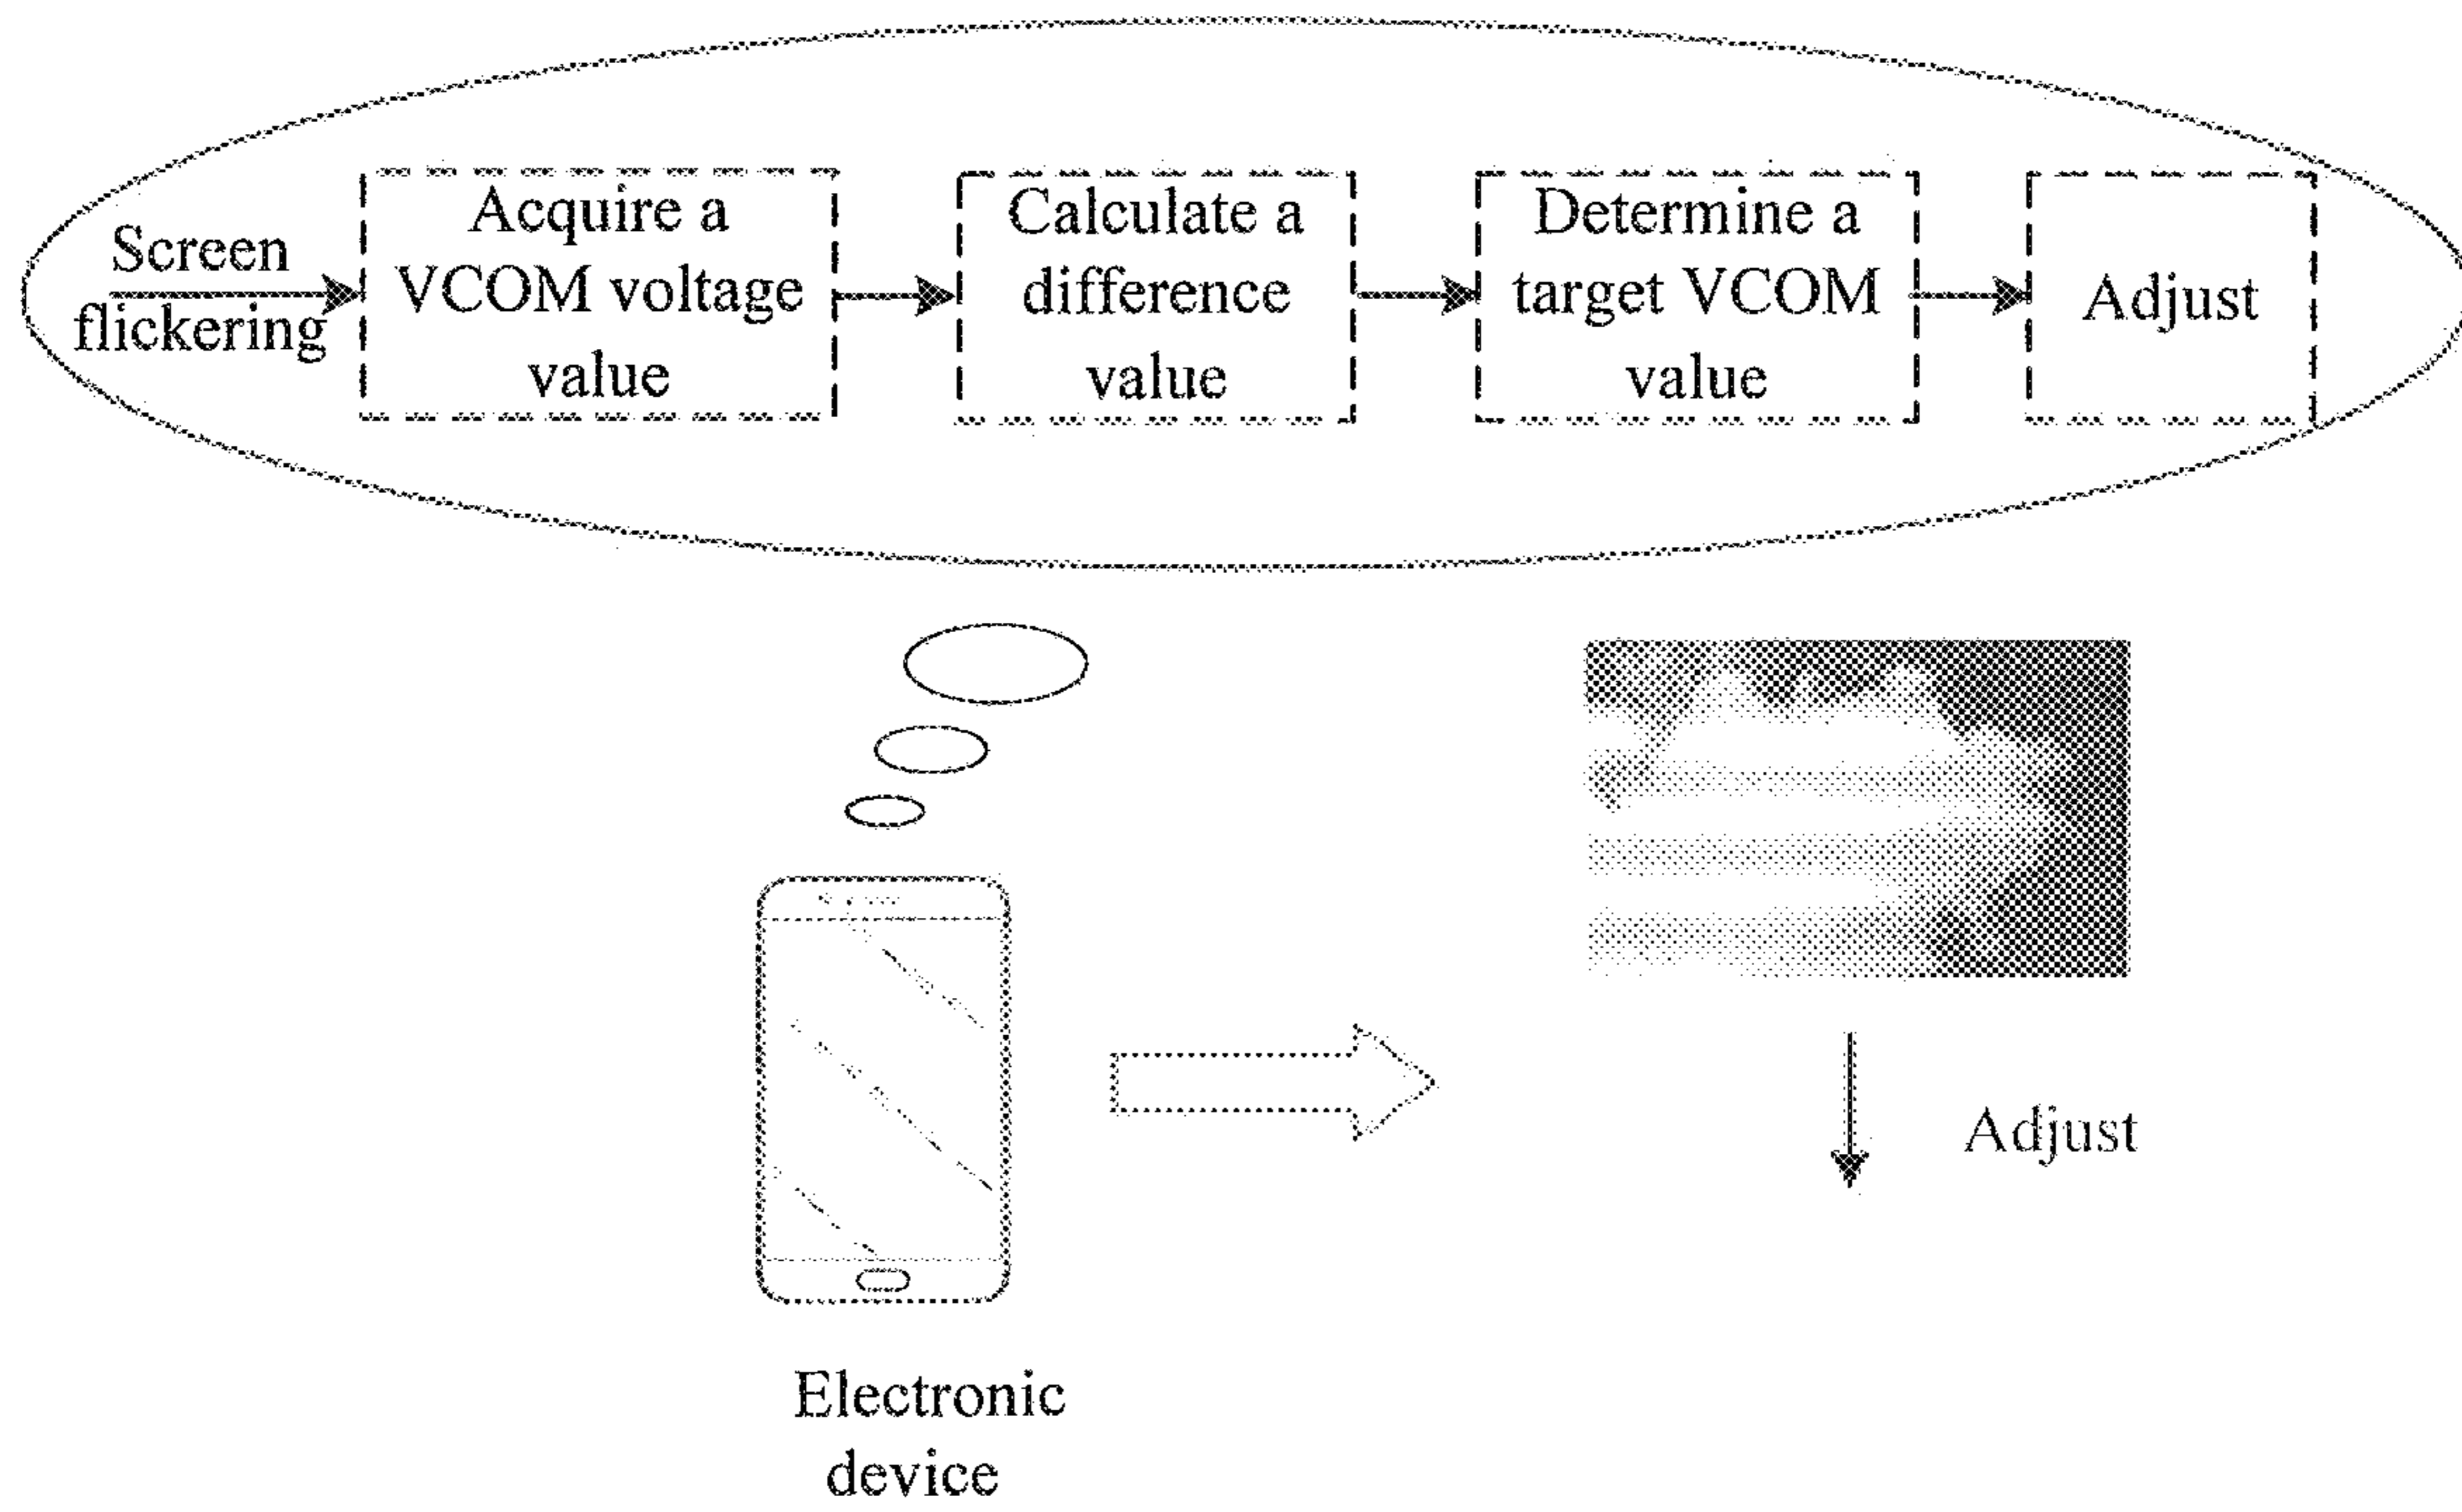 Screen
flickering
Acquire a
VCOM voltage
value
Calculate a
difference
value
Determine a
target VCOM
value
Adjust
Adjust
Electronic
device